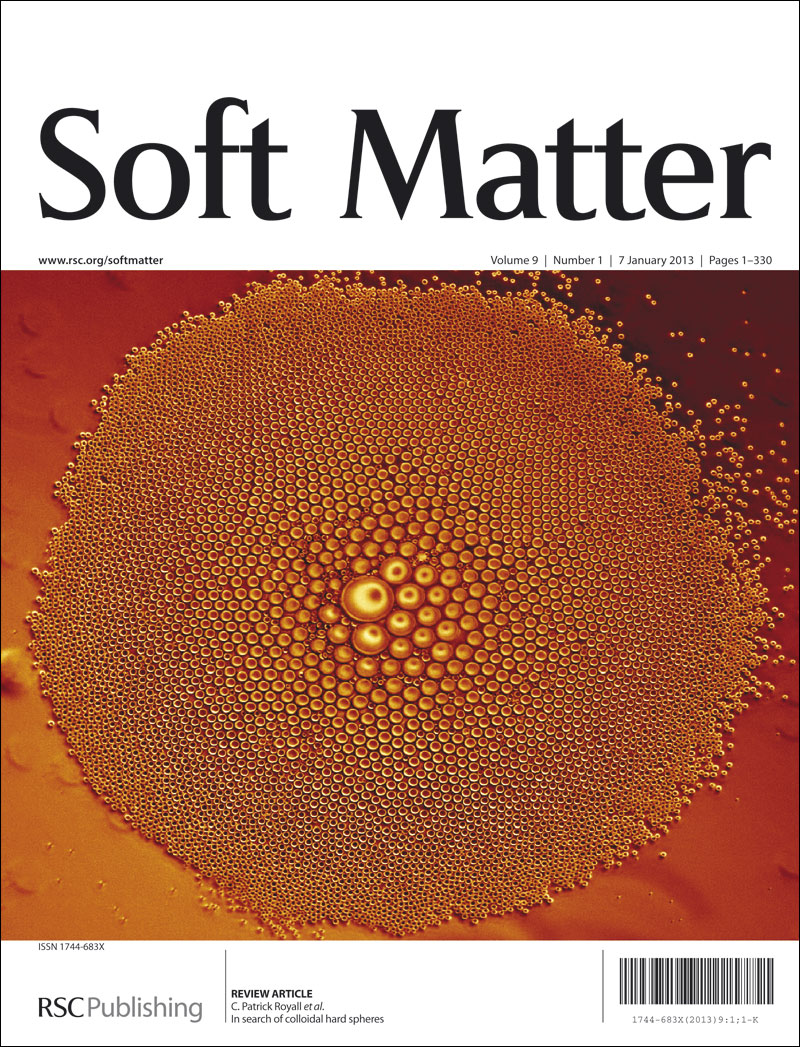 Soft Matter
www.rsc.org/softmatter
Volume 9 | Number 1 | 7 January 2013 | Pages 1–330
ISSN 1744-683X
RSCPublishing
REVIEW ARTICLE
C. Patrick Royall et al.
In search of colloidal hard spheres
1744-683X(2013)9:1;1-K